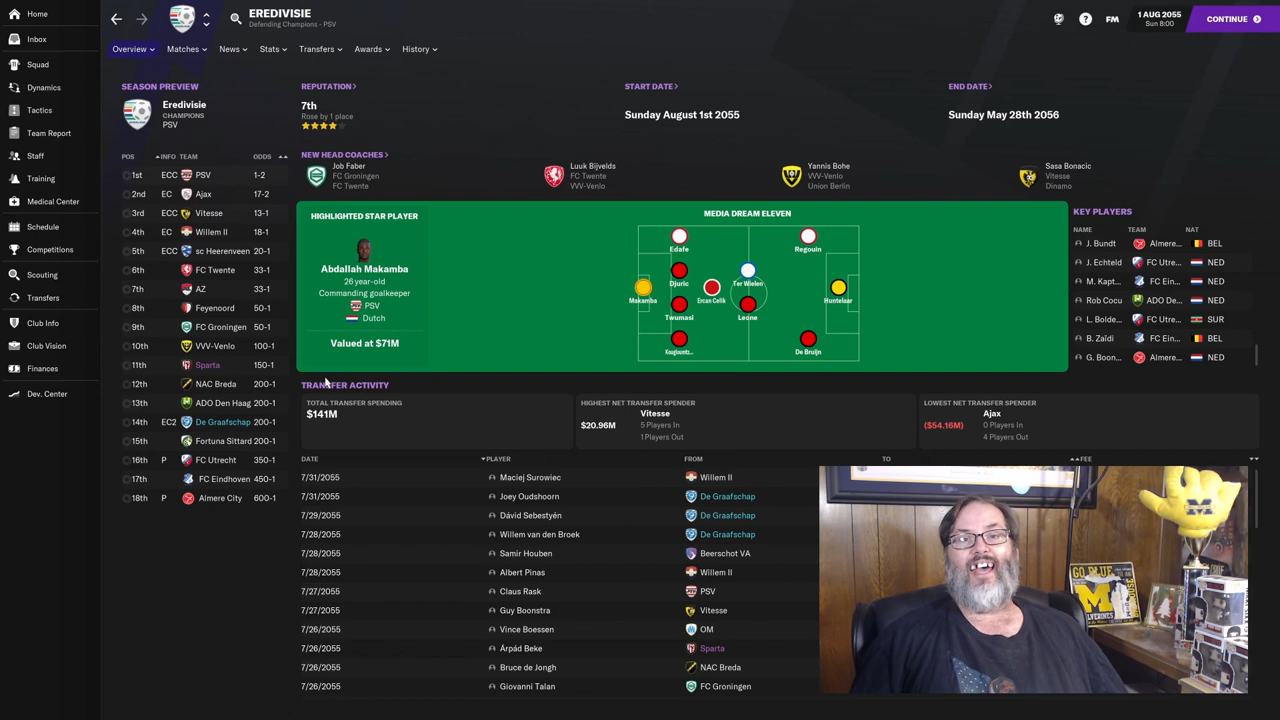 Home
Inbox
Squad
Dynamics
Tactics
Team Report
Staff
Training
Medical Center
Schedule
Competitions
Scouting
Transfers
Club Info
Club Vision
Finances
Dev. Center
EREDIVISIE
Defending Champions - PSV
FM
1 AUG 2055
Sun 8:00
CONTINUE
Overview
Matches
News
Stats
Transfers
Awards
History
SEASON PREVIEW
Eredivisie
CHAMPIONS
PSV
REPUTATION
7th
Rose by 1 place
START DATE
Sunday August 1st 2055
END DATE
Sunday May 28th 2056
NEW HEAD COACHES
Job Faber
FC Groningen
FC Twente
Luuk Bijvelds
FC Twente
VVV-Venlo
Yannis Bohe
VVV-Venlo
Union Berlin
Sasa Bonacic
Vitesse
Dinamo
POS INFO TEAM ODDS
1st ECC PSV 1-2
2nd EC Ajax 17-2
3rd ECC Vitesse 13-1
4th EC Willem II 18-1
5th ECC sc Heerenveen 20-1
6th FC Twente 33-1
7th AZ 33-1
8th Feyenoord 50-1
9th FC Groningen 50-1
10th VVV-Venlo 100-1
11th Sparta 150-1
12th NAC Breda 200-1
13th ADO Den Haag 200-1
14th EC2 De Graafschap 200-1
15th Fortuna Sittard 200-1
16th P FC Utrecht 350-1
17th FC Eindhoven 450-1
18th P Almere City 600-1
HIGHLIGHTED STAR PLAYER
Abdallah Makamba
26 year-old
Commanding goalkeeper
PSV
Dutch
Valued at $71M
MEDIA DREAM ELEVEN
Edafe
Regouin
Djuric
Ter Wielen
Makamba
Ercan Celik
Huntelaar
Twumasi
Leone
Kougiountz...
De Bruijn
KEY PLAYERS
NAME TEAM NAT
J. Bundt Almere... BEL
J. Echteld FC Utre... NED
M. Kapt... FC Ein... NED
Rob Cocu ADO De... NED
L. Bolde... FC Utre... SUR
B. Zaïdi FC Ein... BEL
G. Boon... Almere... NED
TRANSFER ACTIVITY
TOTAL TRANSFER SPENDING
$141M
HIGHEST NET TRANSFER SPENDER
$20.96M
Vitesse
5 Players In
1 Players Out
LOWEST NET TRANSFER SPENDER
($54.16M)
Ajax
0 Players In
4 Players Out
DATE PLAYER FROM TO FEE
7/31/2055 Maciej Surowiec Willem II
7/31/2055 Joey Oudshoorn De Graafschap
7/29/2055 Dávid Sebestyén De Graafschap
7/28/2055 Willem van den Broek De Graafschap
7/28/2055 Samir Houben Beerschot VA
7/28/2055 Albert Pinas Willem II
7/27/2055 Claus Rask PSV
7/27/2055 Guy Boonstra Vitesse
7/26/2055 Vince Boessen OM
7/26/2055 Árpád Beke Sparta
7/26/2055 Bruce de Jongh NAC Breda
7/26/2055 Giovanni Talan FC Groningen
GO BLUE
M
WOLVERINES